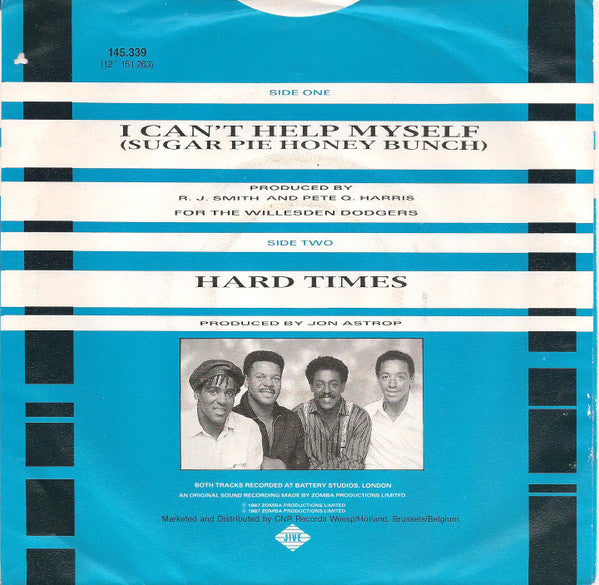 145.339
(12" 151.263)
SIDE ONE
I CAN'T HELP MYSELF
(SUGAR PIE HONEY BUNCH)
PRODUCED BY
R. J. SMITH AND PETE Q. HARRIS
FOR THE WILLESDEN DODGERS
SIDE TWO
HARD TIMES
PRODUCED BY JON ASTROP
BOTH TRACKS RECORDED AT BATTERY STUDIOS, LONDON
AN ORIGINAL SOUND RECORDING MADE BY ZOMBA PRODUCTIONS LIMITED
℗ 1987 ZOMBA PRODUCTIONS LIMITED
© 1987 ZOMBA PRODUCTIONS LIMITED
Marketed and Distributed by CNR Records Weesp/Holland, Brussels/Belgium.
JIVE